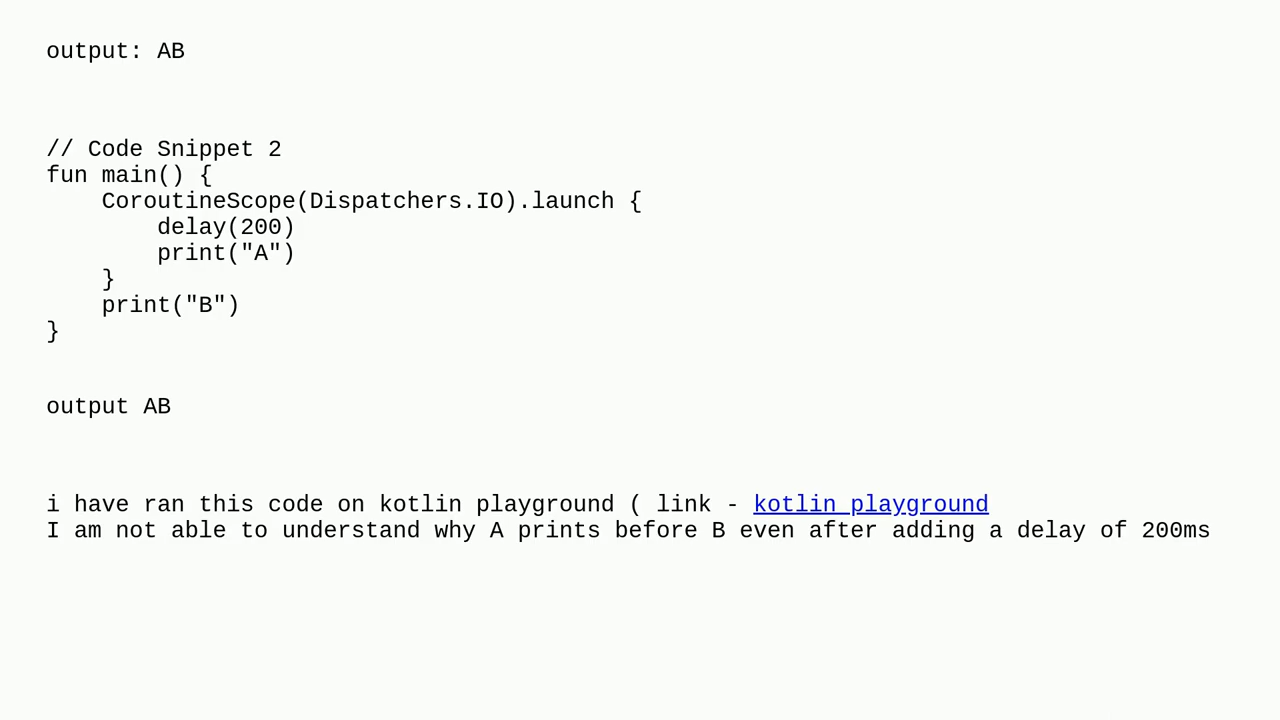 output: AB
// Code Snippet 2
fun main() {
    CoroutineScope(Dispatchers.IO).launch {
        delay(200)
        print("A")
    }
    print("B")
}
output AB
i have ran this code on kotlin playground ( link - kotlin playground
I am not able to understand why A prints before B even after adding a delay of 200ms